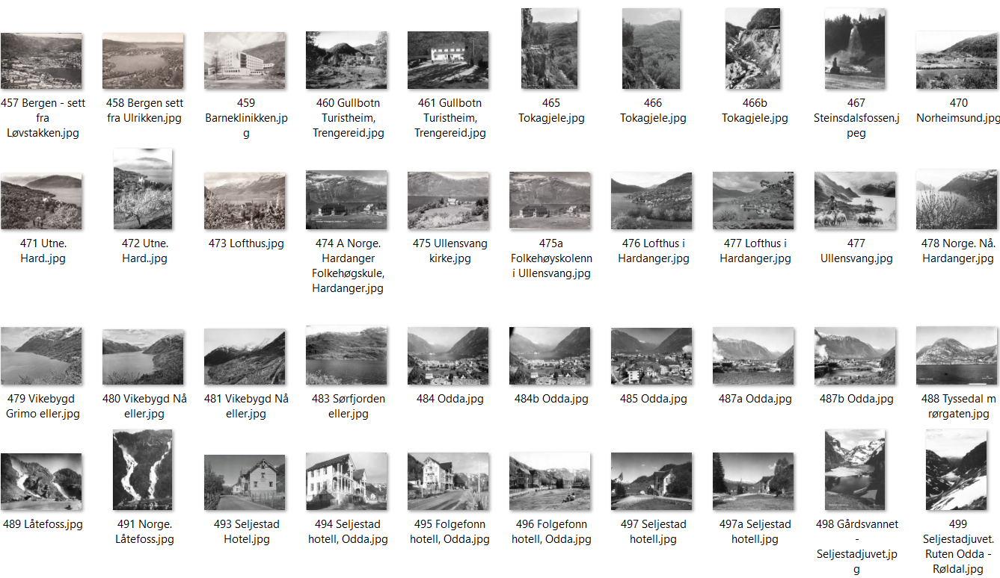 457 Bergen - sett
fra
Løvstakken.jpg
458 Bergen sett
fra Ulrikken.jpg
459
Barneklinikken.jp
g
460 Gullbotn
Turistheim,
Trengereid.jpg
461 Gullbotn
Turistheim,
Trengereid.jpg
465
Tokagjele.jpg
466
Tokagjele.jpg
466b
Tokagjele.jpg
467
Steinsdalsfossen.j
peg
470
Norheimsund.jpg
471 Utne.
Hard..jpg
472 Utne.
Hard..jpg
473 Lofthus.jpg
474 A Norge.
Hardanger
Folkehøgskule,
Hardanger.jpg
475 Ullensvang
kirke.jpg
475a
Folkehøyskolenn
i Ullensvang.jpg
476 Lofthus i
Hardanger.jpg
477 Lofthus i
Hardanger.jpg
477
Ullensvang.jpg
478 Norge. Nå.
Hardanger.jpg
479 Vikebygd
Grimo eller.jpg
480 Vikebygd Nå
eller.jpg
481 Vikebygd Nå
eller.jpg
483 Sørfjorden
eller.jpg
484 Odda.jpg
484b Odda.jpg
485 Odda.jpg
487a Odda.jpg
487b Odda.jpg
488 Tyssedal m
rørgaten.jpg
489 Låtefoss.jpg
491 Norge.
Låtefoss.jpg
493 Seljestad
Hotel.jpg
494 Seljestad
hotell, Odda.jpg
495 Folgefonn
hotell, Odda.jpg
496 Folgefonn
hotell, Odda.jpg
497 Seljestad
hotell.jpg
497a Seljestad
hotell.jpg
498 Gårdsvannet
-
Seljestadjuvet.jp
g
499
Seljestadjuvet.
Ruten Odda -
Røldal.jpg